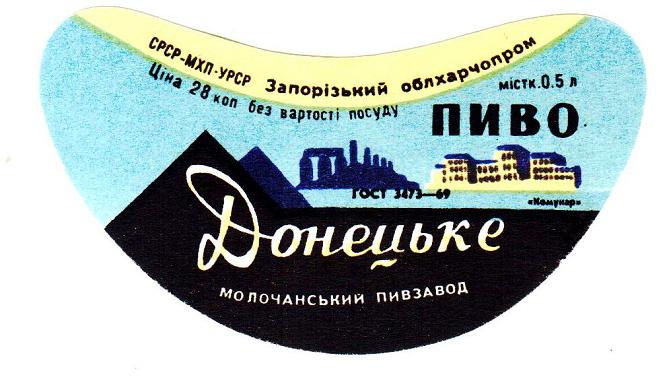 СРСР-МХП-УРСР Запорізький облхарчопром
Ціна 28 коп без вартості посуду
містк. 0.5 л
ПИВО
ГОСТ 3473—69
«Комунар»
Донецьке
МОЛОЧАНСЬКИЙ ПИВЗАВОД